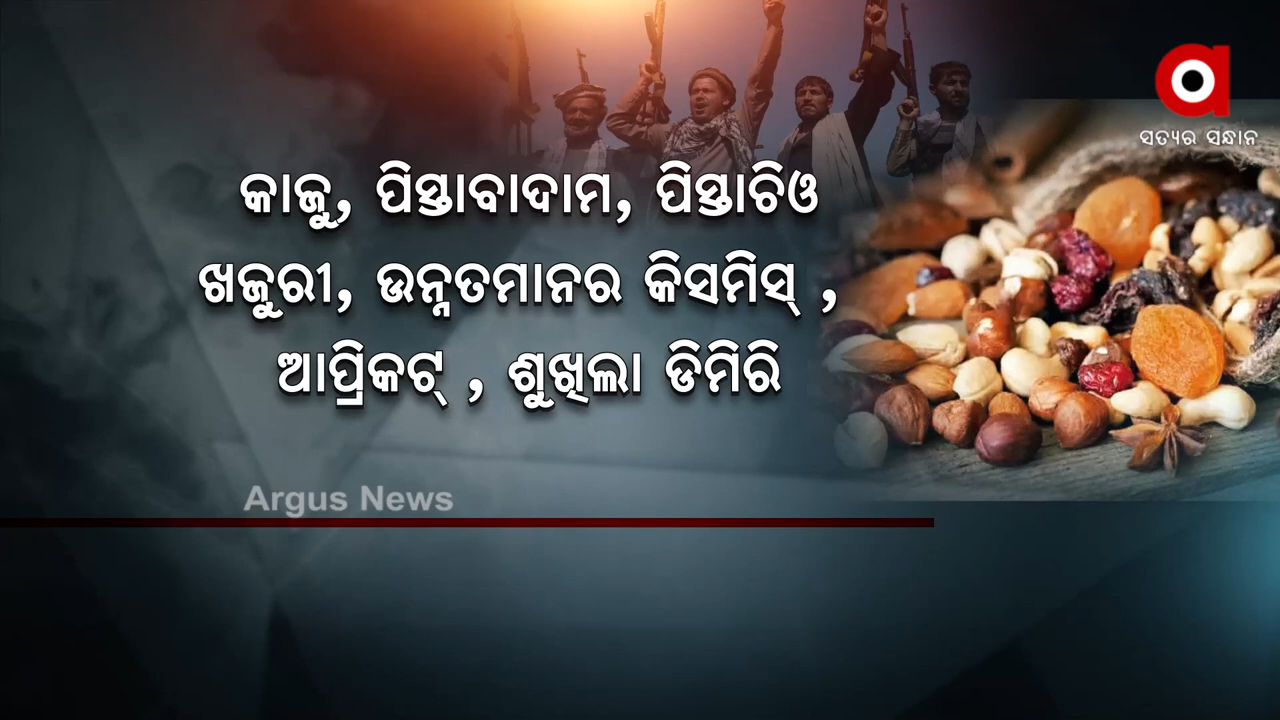 ସତ୍ୟର ସନ୍ଧାନ
କାଜୁ, ପିସ୍ତାବାଦାମ, ପିସ୍ତାଚିଓ
ଖଜୁରୀ, ଉନ୍ନତମାନର କିସମିସ୍ ,
ଆପ୍ରିକଟ୍ , ଶୁଖିଲା ଡିମିରି
Argus News